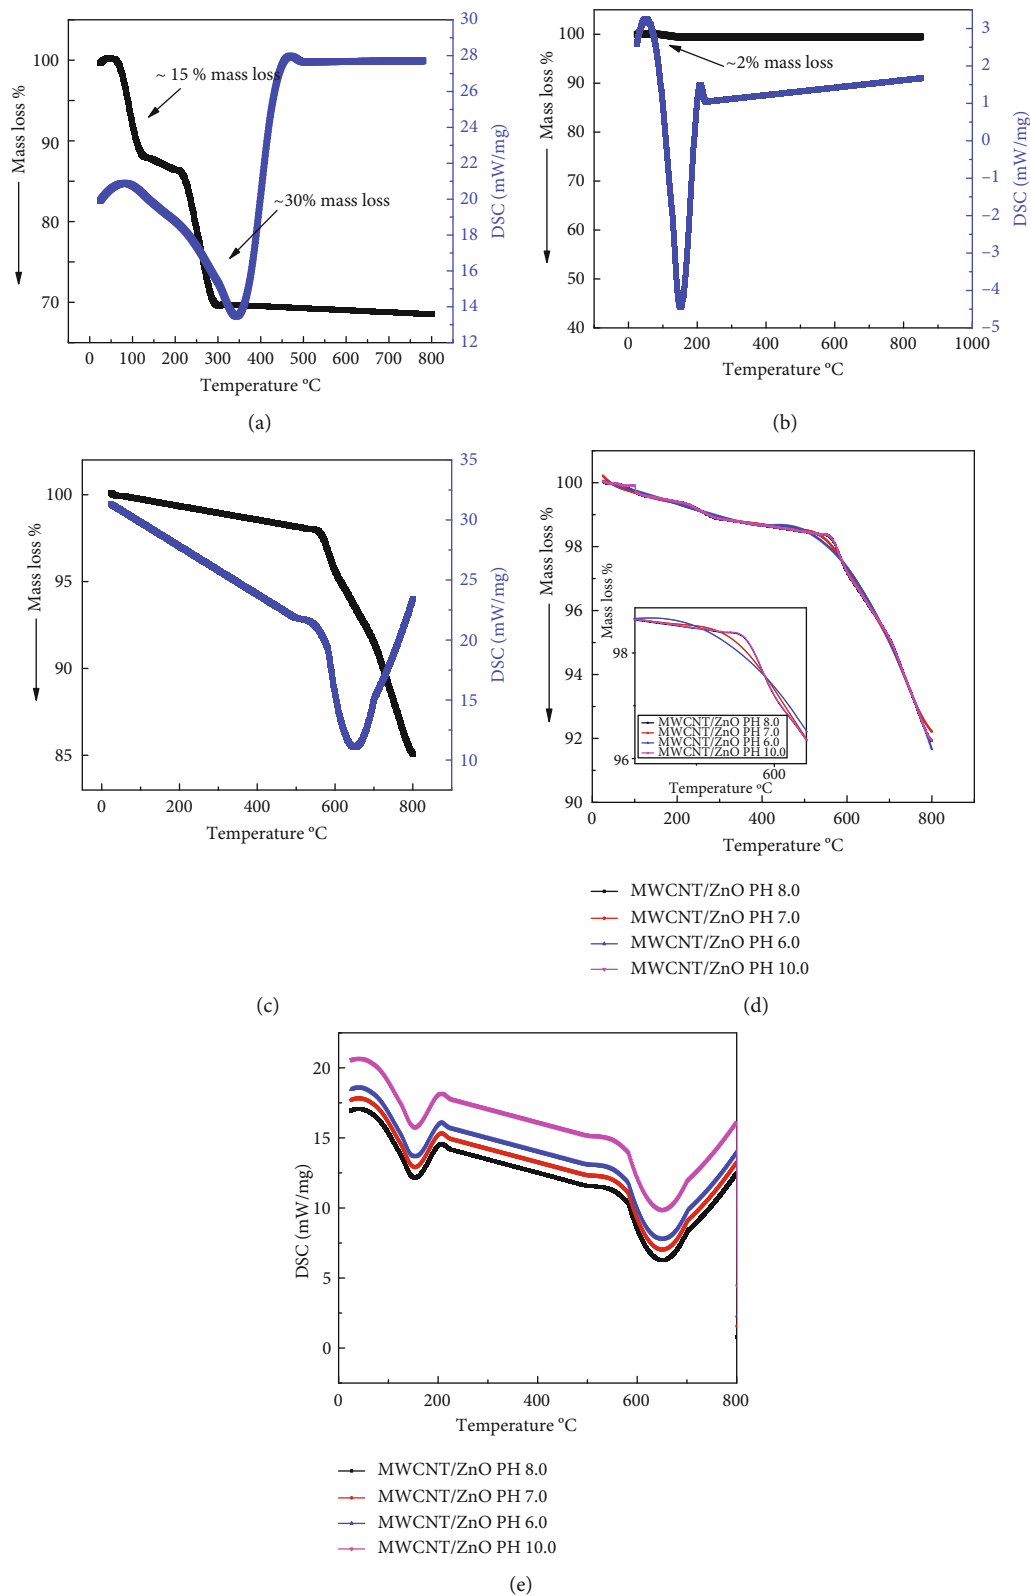 Mass loss %
100
90
80
70
~ 15 % mass loss
~30% mass loss
30
28
26
24
22
20
18
16
14
12
DSC (mW/mg)
0 100 200 300 400 500 600 700 800
Temperature °C
(a)
Mass loss %
100
90
80
70
60
50
40
~2% mass loss
3
2
1
0
−1
−2
−3
−4
−5
DSC (mW/mg)
0 200 400 600 800 1000
Temperature °C
(b)
Mass loss %
100
95
90
85
35
30
25
20
15
10
DSC (mW/mg)
0 200 400 600 800
Temperature °C
(c)
Mass loss %
100
98
96
94
92
90
Mass loss %
98
96
MWCNT/ZnO PH 8.0
MWCNT/ZnO PH 7.0
MWCNT/ZnO PH 6.0
MWCNT/ZnO PH 10.0
600
Temperature °C
0 200 400 600 800
Temperature °C
MWCNT/ZnO PH 8.0
MWCNT/ZnO PH 7.0
MWCNT/ZnO PH 6.0
MWCNT/ZnO PH 10.0
(d)
DSC (mW/mg)
20
15
10
5
0
0 200 400 600 800
Temperature °C
MWCNT/ZnO PH 8.0
MWCNT/ZnO PH 7.0
MWCNT/ZnO PH 6.0
MWCNT/ZnO PH 10.0
(e)